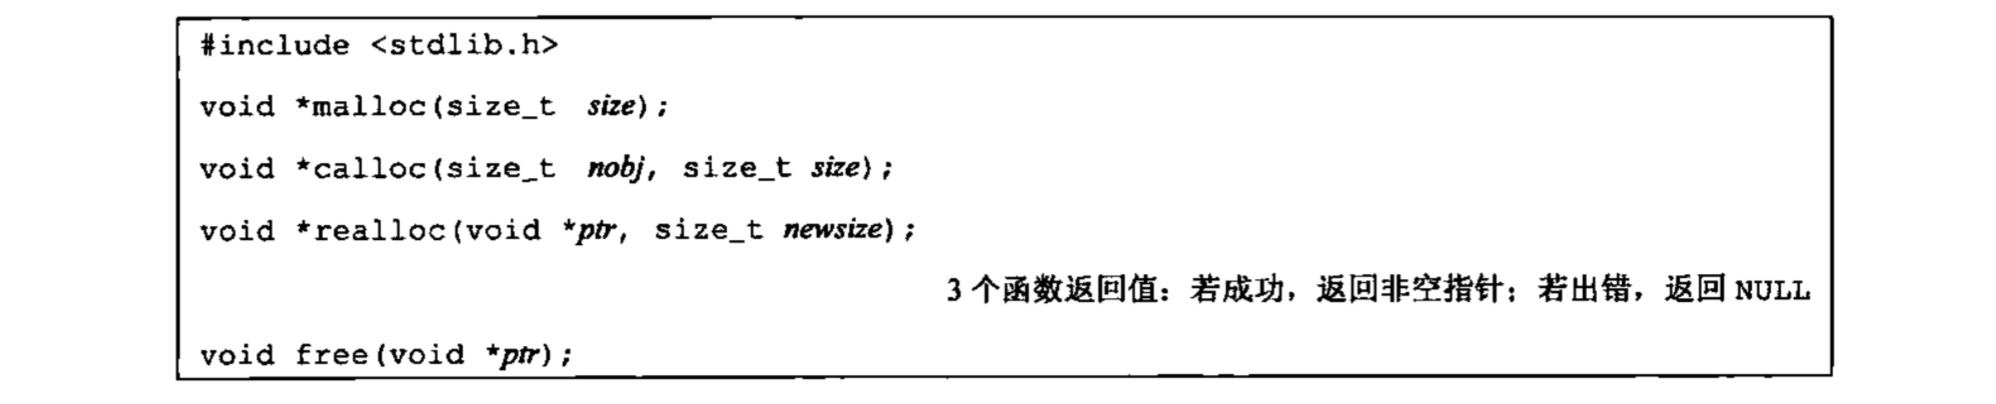 #include <stdlib.h>
void *malloc(size_t size);
void *calloc(size_t nobj, size_t size);
void *realloc(void *ptr, size_t newsize);
3 个函数返回值：若成功，返回非空指针；若出错，返回 NULL
void free(void *ptr);